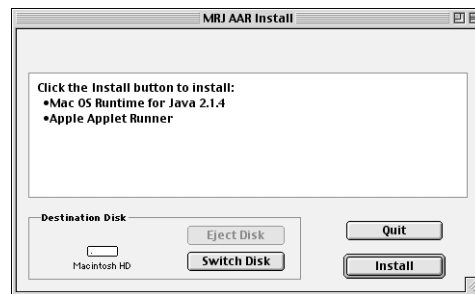 MRJ AAR Install
Click the Install button to install:
•Mac OS Runtime for Java 2.1.4
•Apple Applet Runner
Destination Disk
Eject Disk
Macintosh HD
Switch Disk
Quit
Install